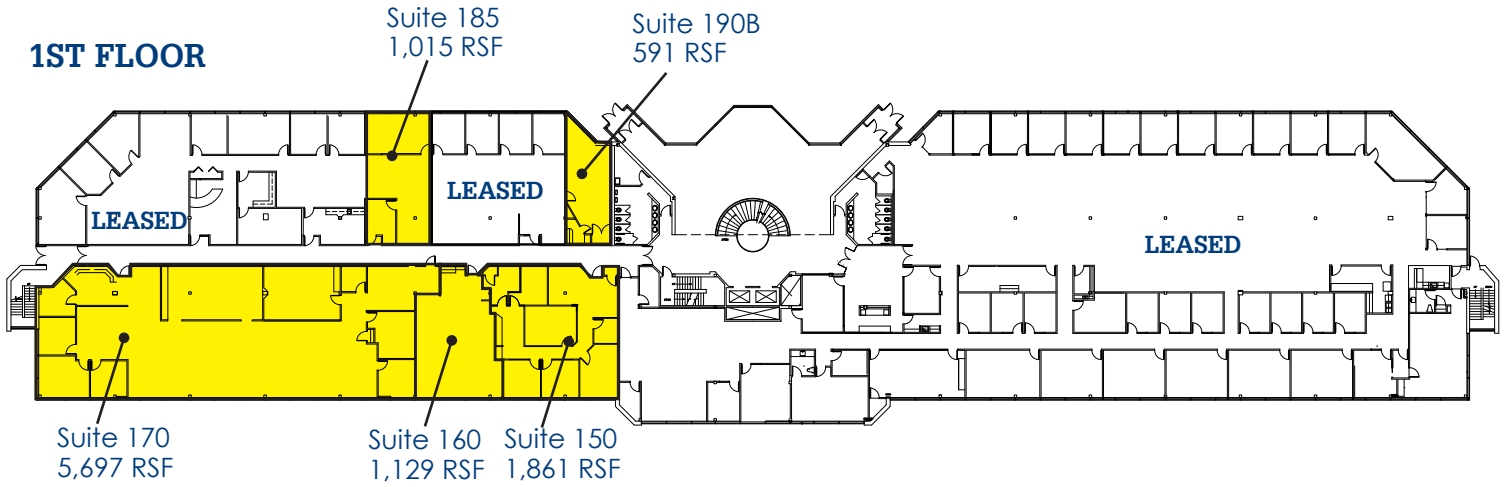 1ST FLOOR
Suite 185
1,015 RSF
Suite 190B
591 RSF
LEASED
LEASED
LEASED
Suite 170
5,697 RSF
Suite 160
1,129 RSF
Suite 150
1,861 RSF